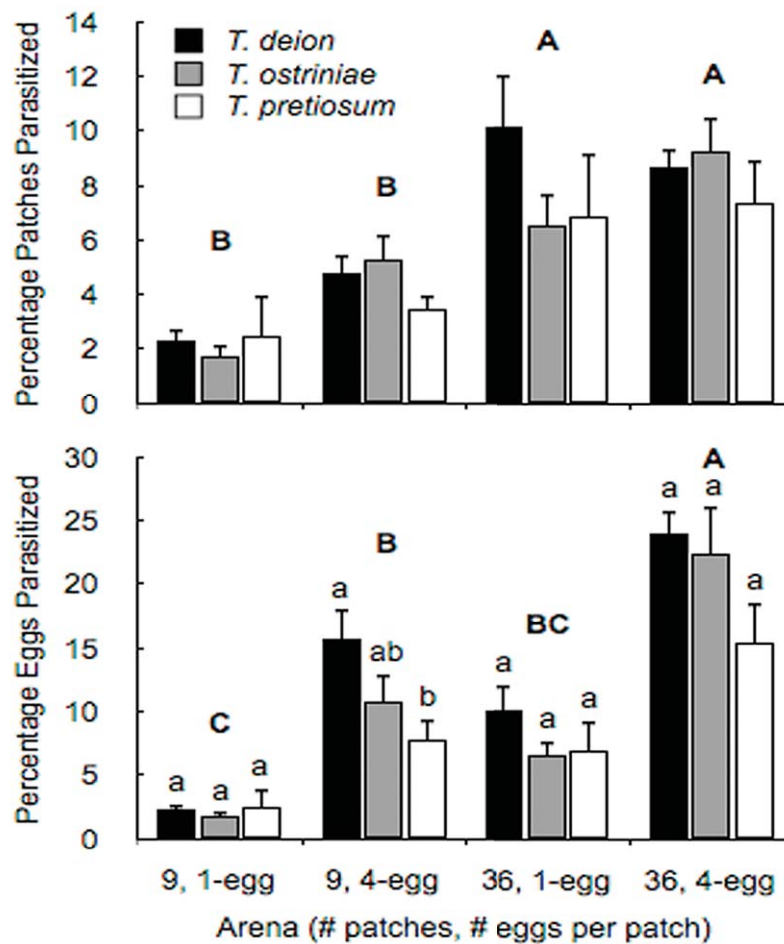 Percentage Patches Parasitized
14
12
10
8
6
4
2
0
T. deion
T. ostriniae
T. pretiosum
B
B
A
A
Percentage Eggs Parasitized
30
25
20
15
10
5
0
C
a
a
a
B
a
ab
b
BC
a
a
a
A
a
a
a
9, 1-egg 9, 4-egg 36, 1-egg 36, 4-egg
Arena (# patches, # eggs per patch)